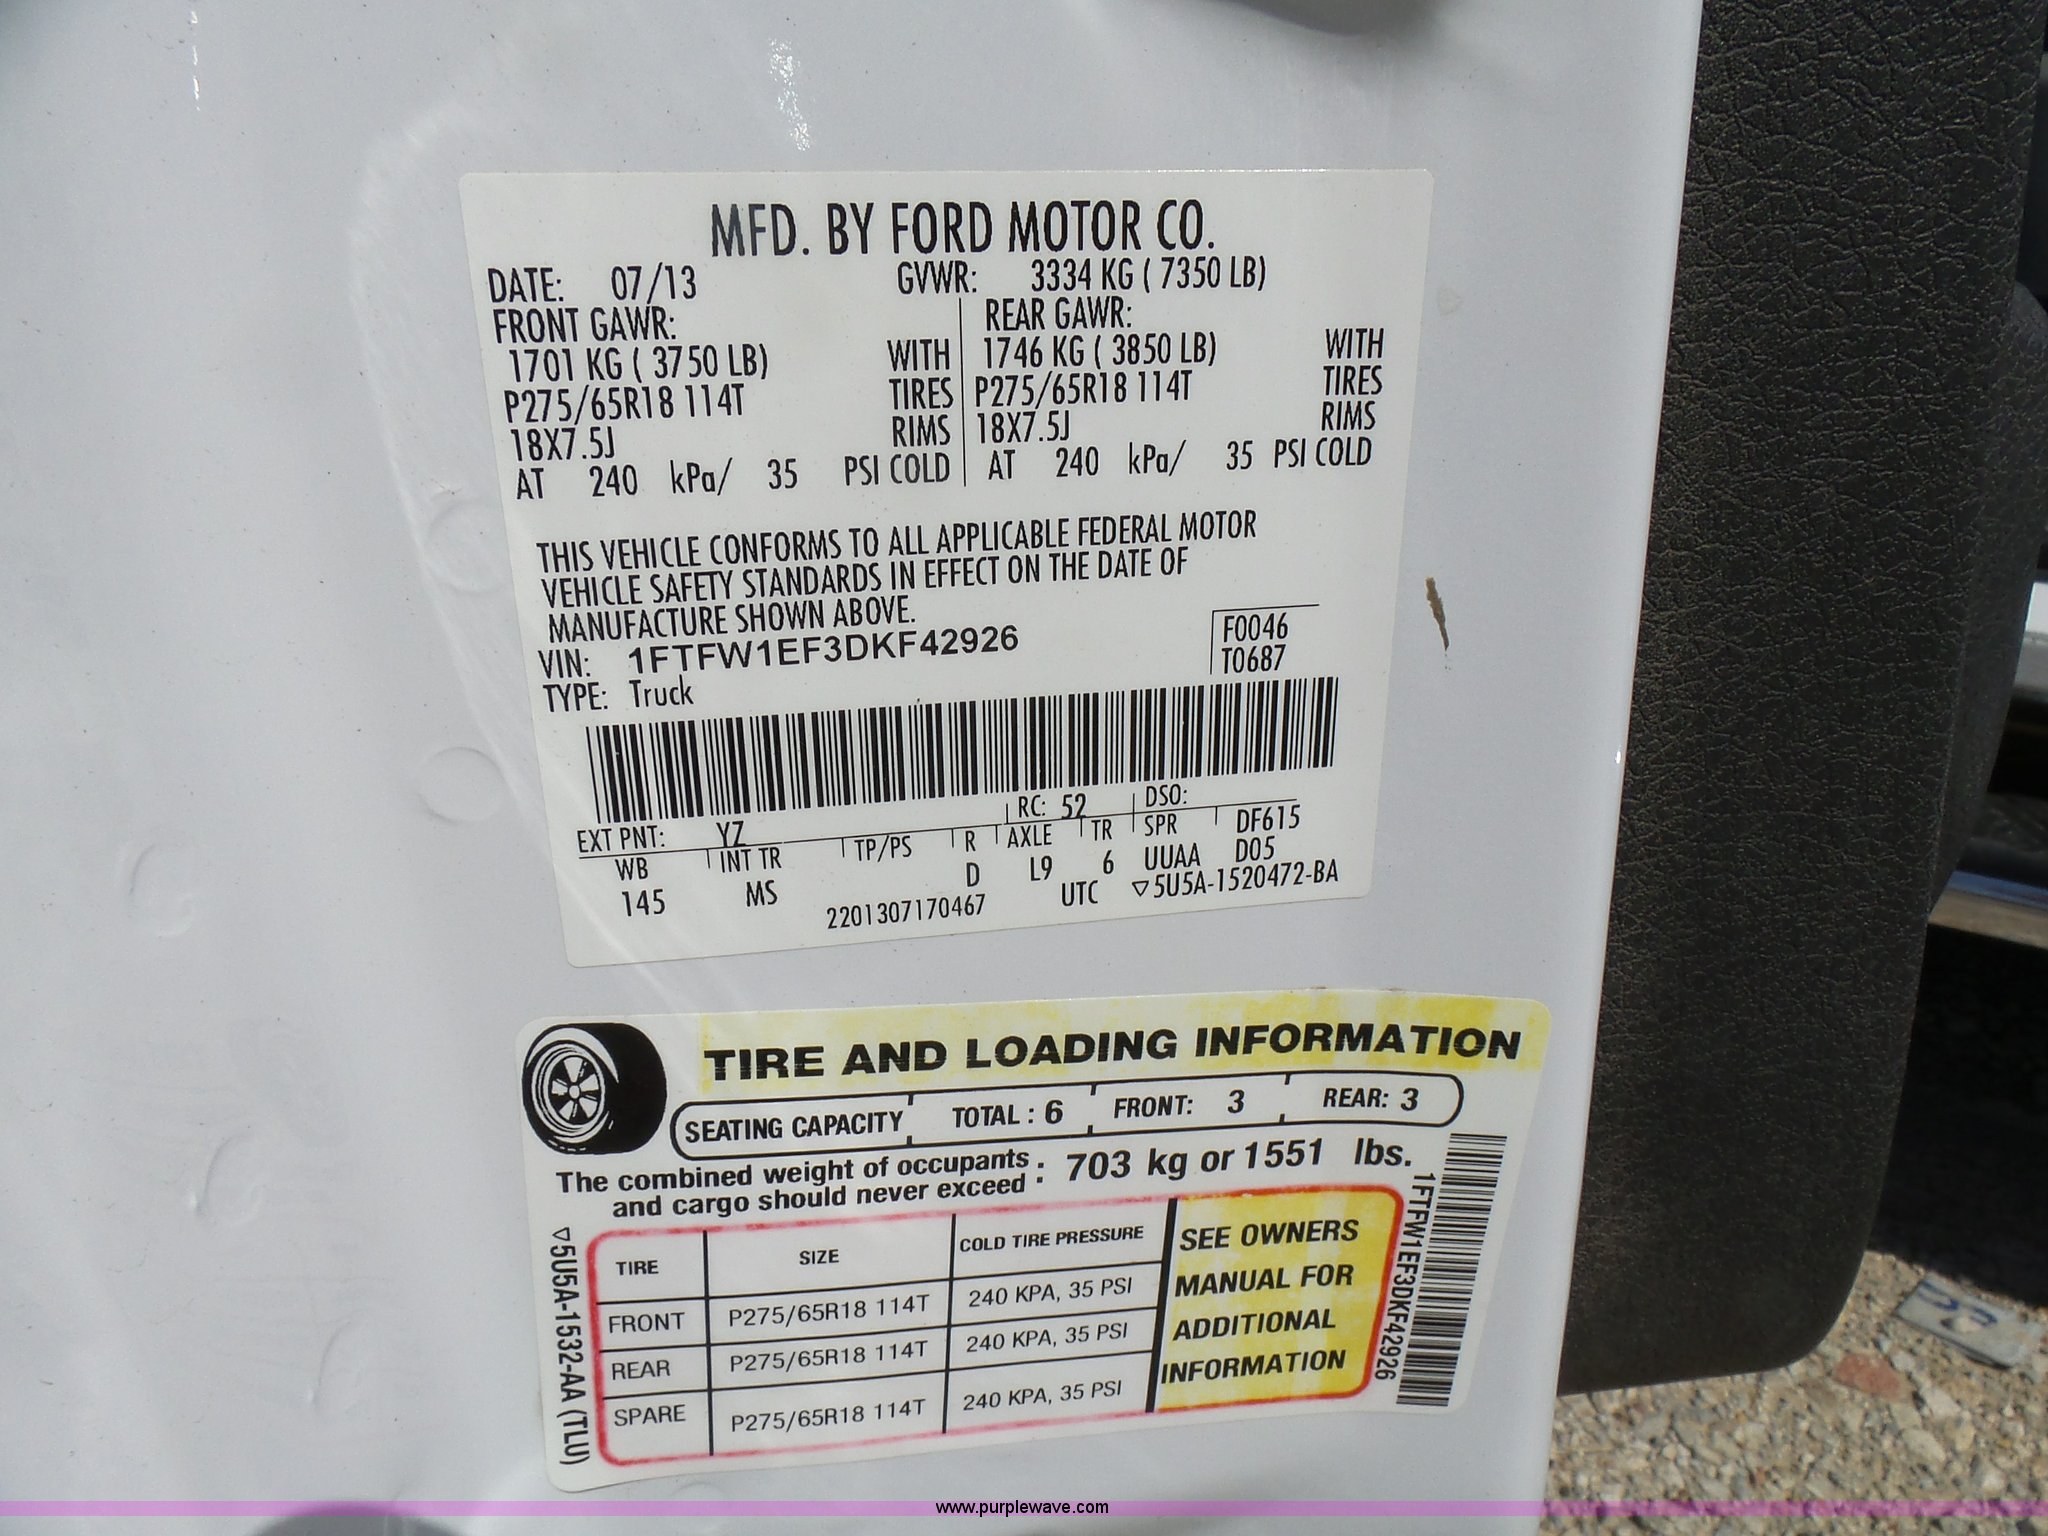 MFD. BY FORD MOTOR CO.
DATE: 07/13 GVWR: 3334 KG ( 7350 LB)
FRONT GAWR: REAR GAWR:
1701 KG ( 3750 LB) WITH 1746 KG ( 3850 LB) WITH
P275/65R18 114T TIRES P275/65R18 114T TIRES
18X7.5J RIMS 18X7.5J RIMS
AT 240 kPa/ 35 PSI COLD AT 240 kPa/ 35 PSI COLD
THIS VEHICLE CONFORMS TO ALL APPLICABLE FEDERAL MOTOR
VEHICLE SAFETY STANDARDS IN EFFECT ON THE DATE OF
MANUFACTURE SHOWN ABOVE.
VIN: 1FTFW1EF3DKF42926 F0046
TYPE: Truck T0687
EXT PNT: YZ RC: 52 DSO:
WB INT TR TP/PS R AXLE TR SPR DF615
145 MS D L9 6 UUAA D05
2201307170467 UTC ▽5U5A-1520472-BA
TIRE AND LOADING INFORMATION
SEATING CAPACITY TOTAL : 6 FRONT: 3 REAR: 3
The combined weight of occupants : 703 kg or 1551 lbs.
and cargo should never exceed :
TIRE SIZE COLD TIRE PRESSURE
FRONT P275/65R18 114T 240 KPA, 35 PSI
REAR P275/65R18 114T 240 KPA, 35 PSI
SPARE P275/65R18 114T 240 KPA, 35 PSI
SEE OWNERS
MANUAL FOR
ADDITIONAL
INFORMATION
▽5U5A-1532-AA (TLU)
1FTFW1EF3DKF42926
www.purplewave.com